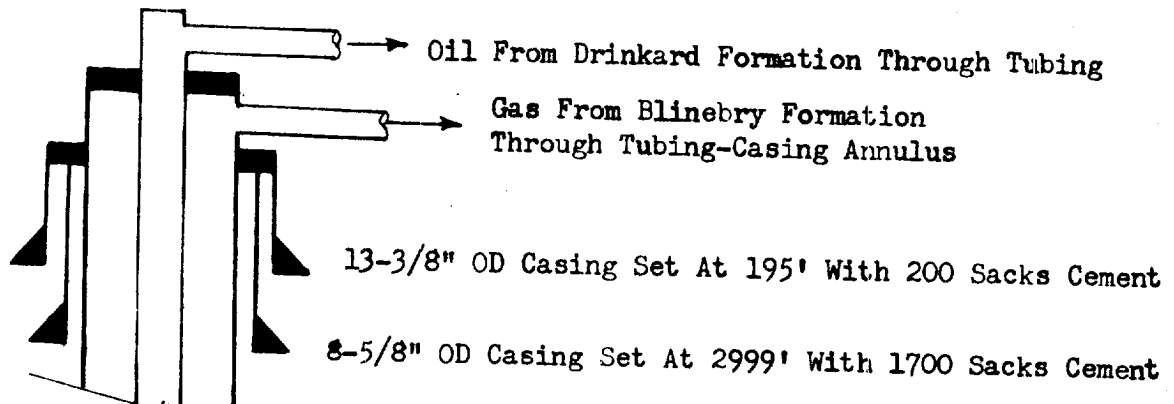 Oil From Drinkard Formation Through Tubing
Gas From Blinebry Formation
Through Tubing-Casing Annulus
13-3/8" OD Casing Set At 195' With 200 Sacks Cement
8-5/8" OD Casing Set At 2999' With 1700 Sacks Cement